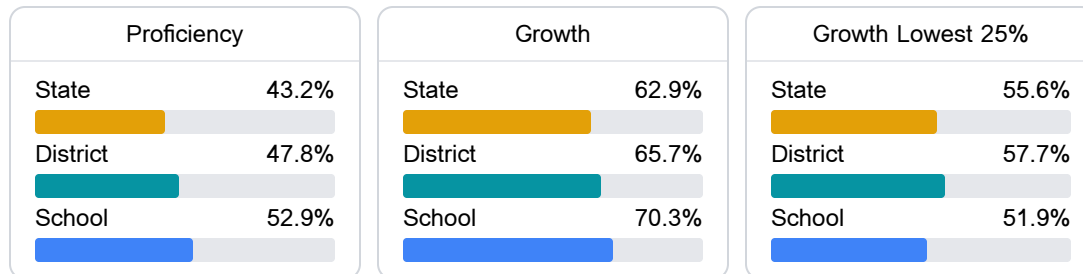 Proficiency
State 43.2%
District 47.8%
School 52.9%
Growth
State 62.9%
District 65.7%
School 70.3%
Growth Lowest 25%
State 55.6%
District 57.7%
School 51.9%